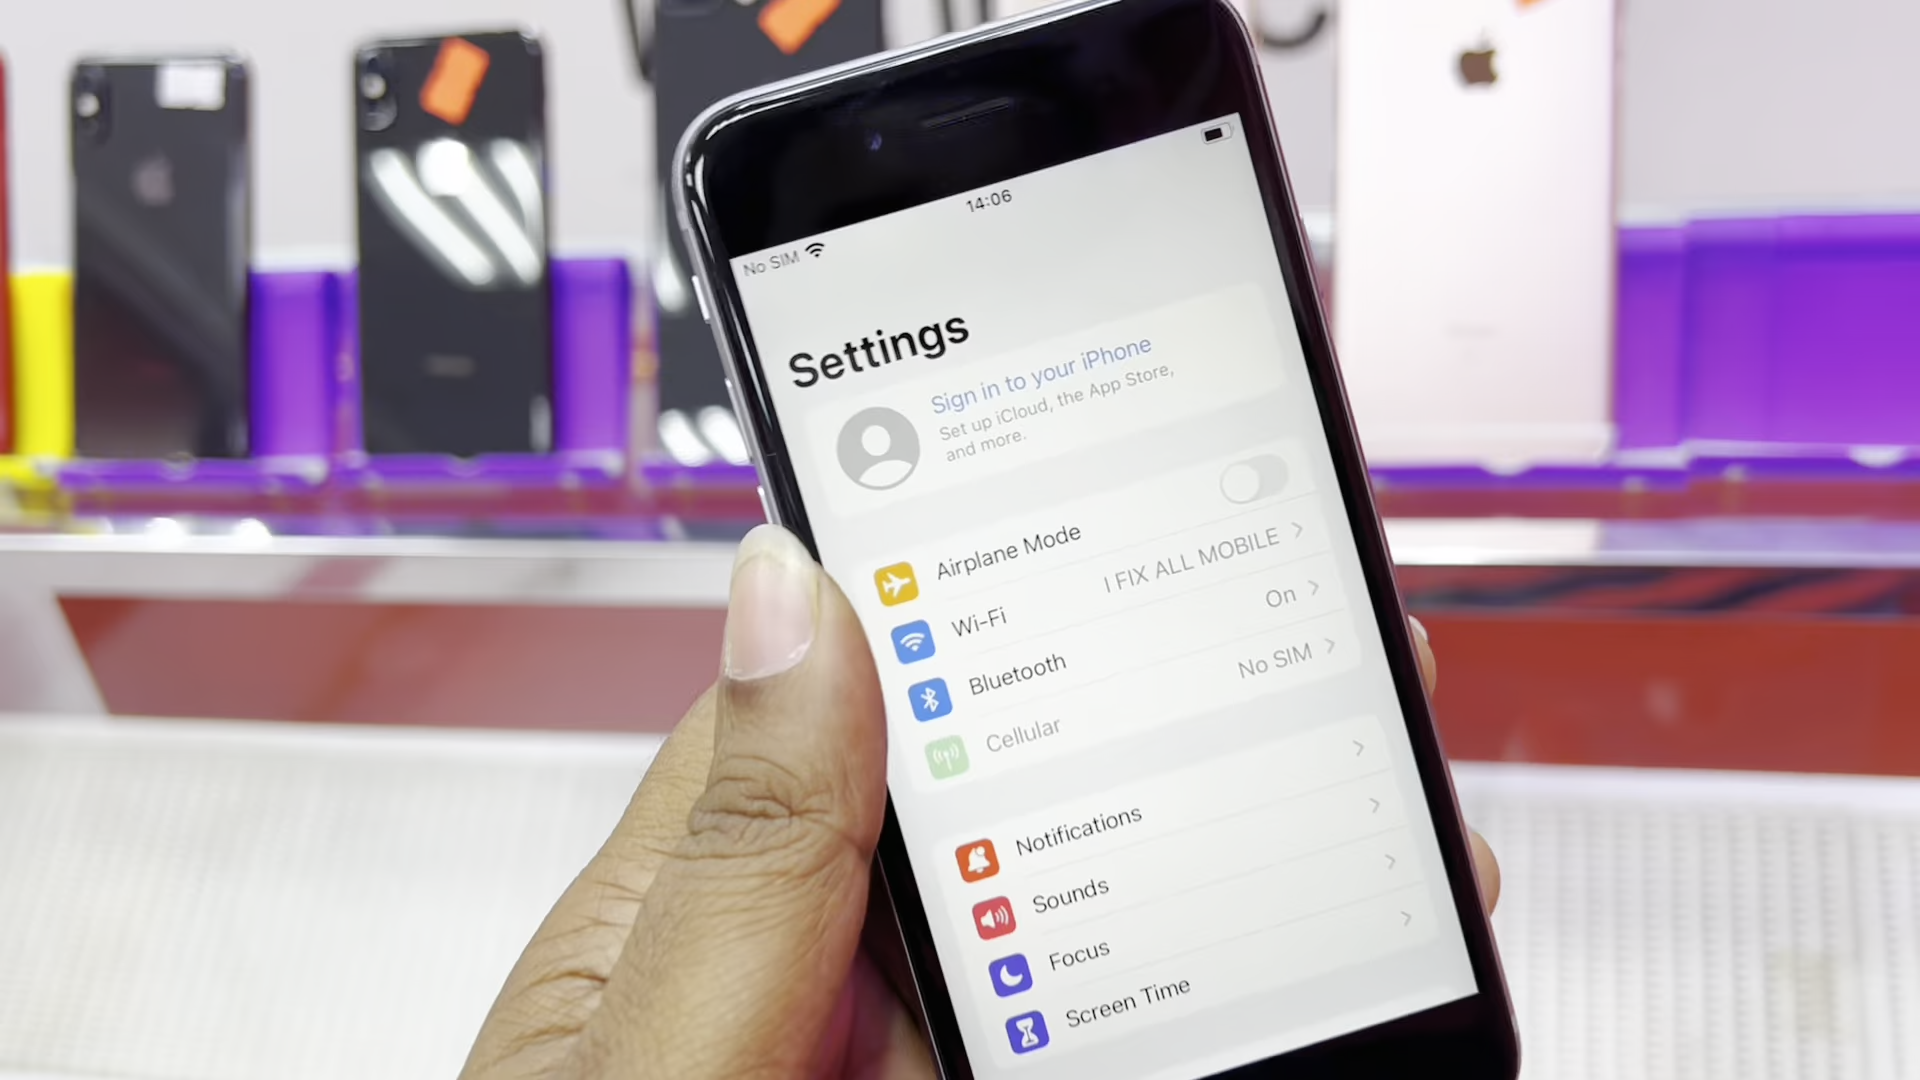 14:06
No SIM
Settings
Sign in to your iPhone
Set up iCloud, the App Store,
and more.
Airplane Mode
Wi-Fi
I FIX ALL MOBILE
Bluetooth
On
Cellular
No SIM
Notifications
Sounds
Focus
Screen Time